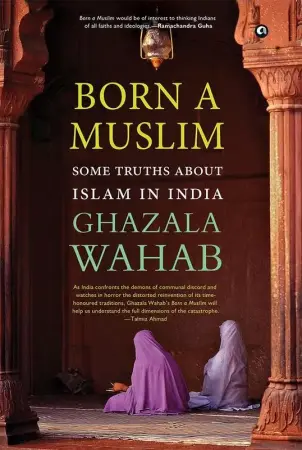 Born a Muslim would be of interest to thinking Indians
of all faiths and ideologies.—Ramachandra Guha
BORN A
MUSLIM
SOME TRUTHS ABOUT
ISLAM IN INDIA
GHAZALA
WAHAB
As India confronts the demons of communal discord and
watches in horror the distorted reinvention of its time-
honoured traditions, Ghazala Wahab's Born a Muslim will
help us understand the full dimensions of the catastrophe.
—Talmiz Ahmad